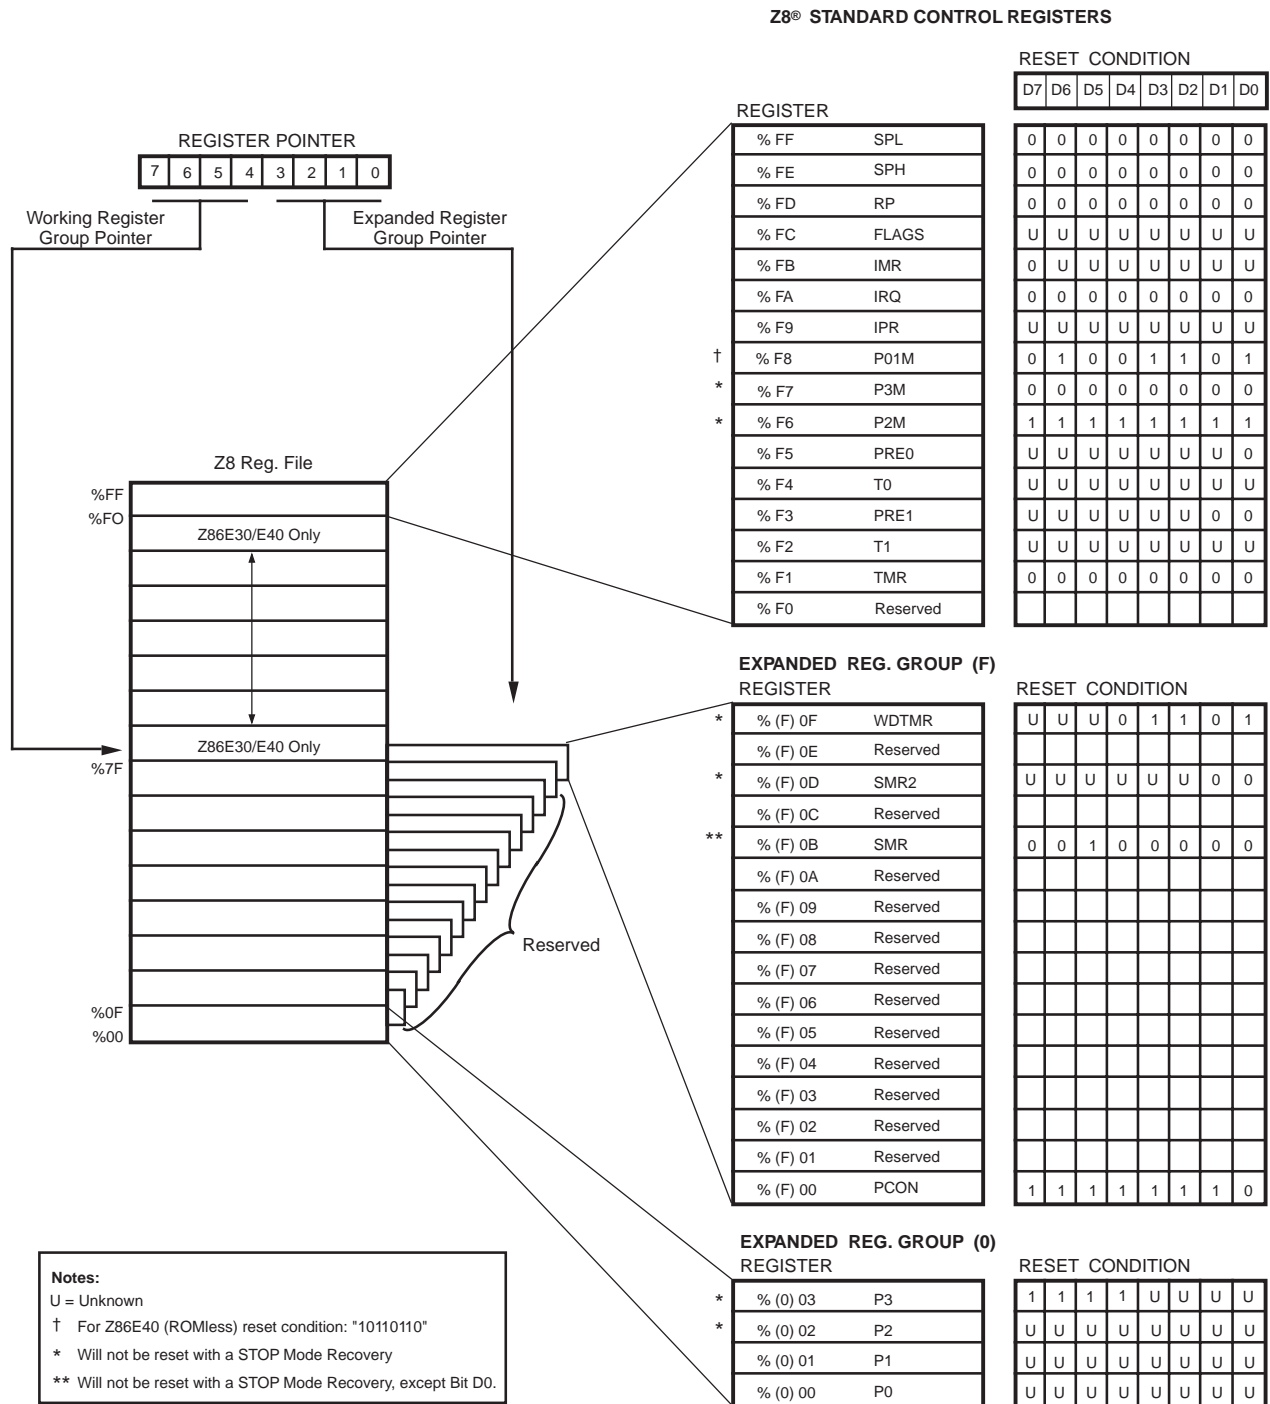 Z8® STANDARD CONTROL REGISTERS
RESET CONDITION
D7 D6 D5 D4 D3 D2 D1 D0
REGISTER
% FF SPL 0 0 0 0 0 0 0 0
% FE SPH 0 0 0 0 0 0 0 0
% FD RP 0 0 0 0 0 0 0 0
% FC FLAGS U U U U U U U U
% FB IMR 0 U U U U U U U
% FA IRQ 0 0 0 0 0 0 0 0
% F9 IPR U U U U U U U U
† % F8 P01M 0 1 0 0 1 1 0 1
* % F7 P3M 0 0 0 0 0 0 0 0
* % F6 P2M 1 1 1 1 1 1 1 1
% F5 PRE0 U U U U U U U 0
% F4 T0 U U U U U U U U
% F3 PRE1 U U U U U U 0 0
% F2 T1 U U U U U U U U
% F1 TMR 0 0 0 0 0 0 0 0
% F0 Reserved
REGISTER POINTER
7 6 5 4 3 2 1 0
Working Register
Group Pointer
Expanded Register
Group Pointer
Z8 Reg. File
%FF
%FO
Z86E30/E40 Only
Z86E30/E40 Only
%7F
Reserved
%0F
%00
EXPANDED REG. GROUP (F)
REGISTER RESET CONDITION
* % (F) 0F WDTMR U U U 0 1 1 0 1
% (F) 0E Reserved
* % (F) 0D SMR2 U U U U U U 0 0
% (F) 0C Reserved
** % (F) 0B SMR 0 0 1 0 0 0 0 0
% (F) 0A Reserved
% (F) 09 Reserved
% (F) 08 Reserved
% (F) 07 Reserved
% (F) 06 Reserved
% (F) 05 Reserved
% (F) 04 Reserved
% (F) 03 Reserved
% (F) 02 Reserved
% (F) 01 Reserved
% (F) 00 PCON 1 1 1 1 1 1 1 0
EXPANDED REG. GROUP (0)
REGISTER RESET CONDITION
* % (0) 03 P3 1 1 1 1 U U U U
* % (0) 02 P2 U U U U U U U U
% (0) 01 P1 U U U U U U U U
% (0) 00 P0 U U U U U U U U
Notes:
U = Unknown
† For Z86E40 (ROMless) reset condition: "10110110"
* Will not be reset with a STOP Mode Recovery
** Will not be reset with a STOP Mode Recovery, except Bit D0.